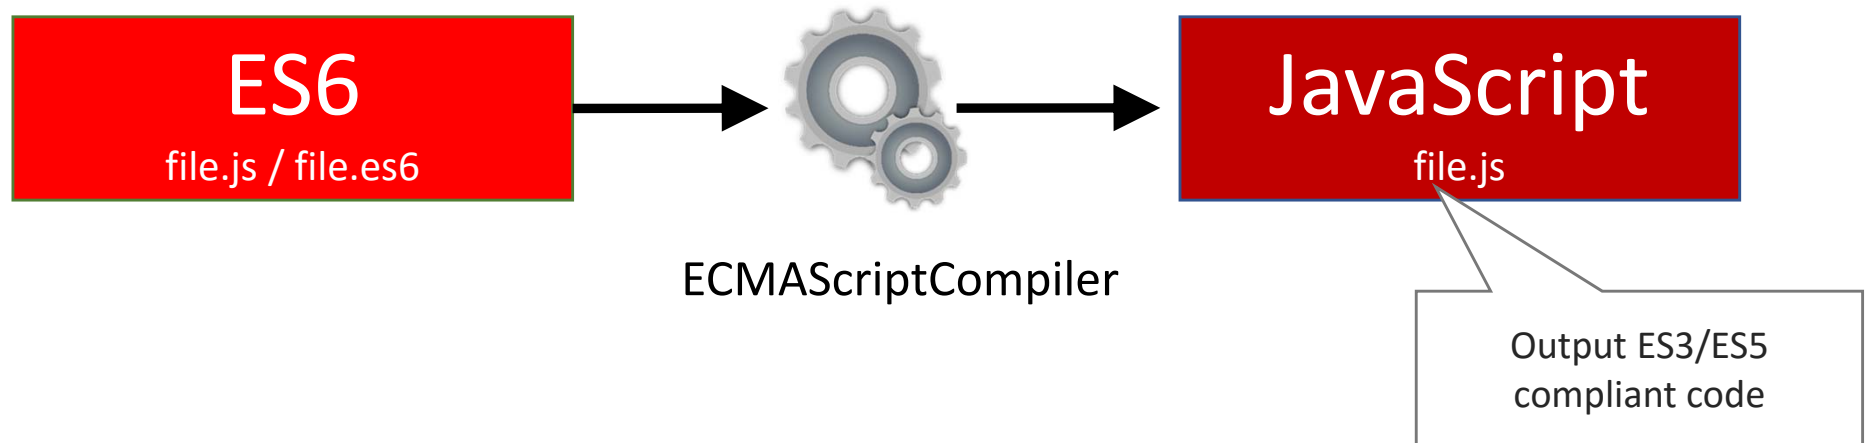 ES6
file.js / file.es6
ECMAScriptCompiler
JavaScript
file.js
Output ES3/ES5
compliant code